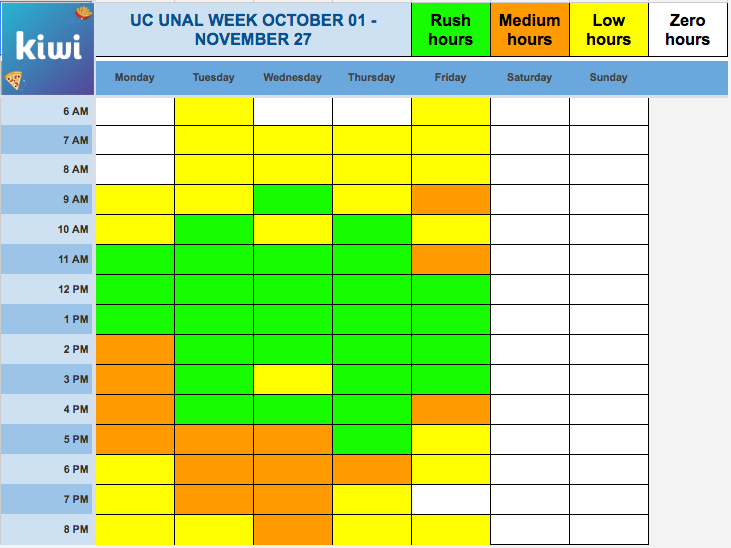 kiwi
UC UNAL WEEK OCTOBER 01 -
NOVEMBER 27
Rush
hours
Medium
hours
Low
hours
Zero
hours
Monday Tuesday Wednesday Thursday Friday Saturday Sunday
6 AM
7 AM
8 AM
9 AM
10 AM
11 AM
12 PM
1 PM
2 PM
3 PM
4 PM
5 PM
6 PM
7 PM
8 PM